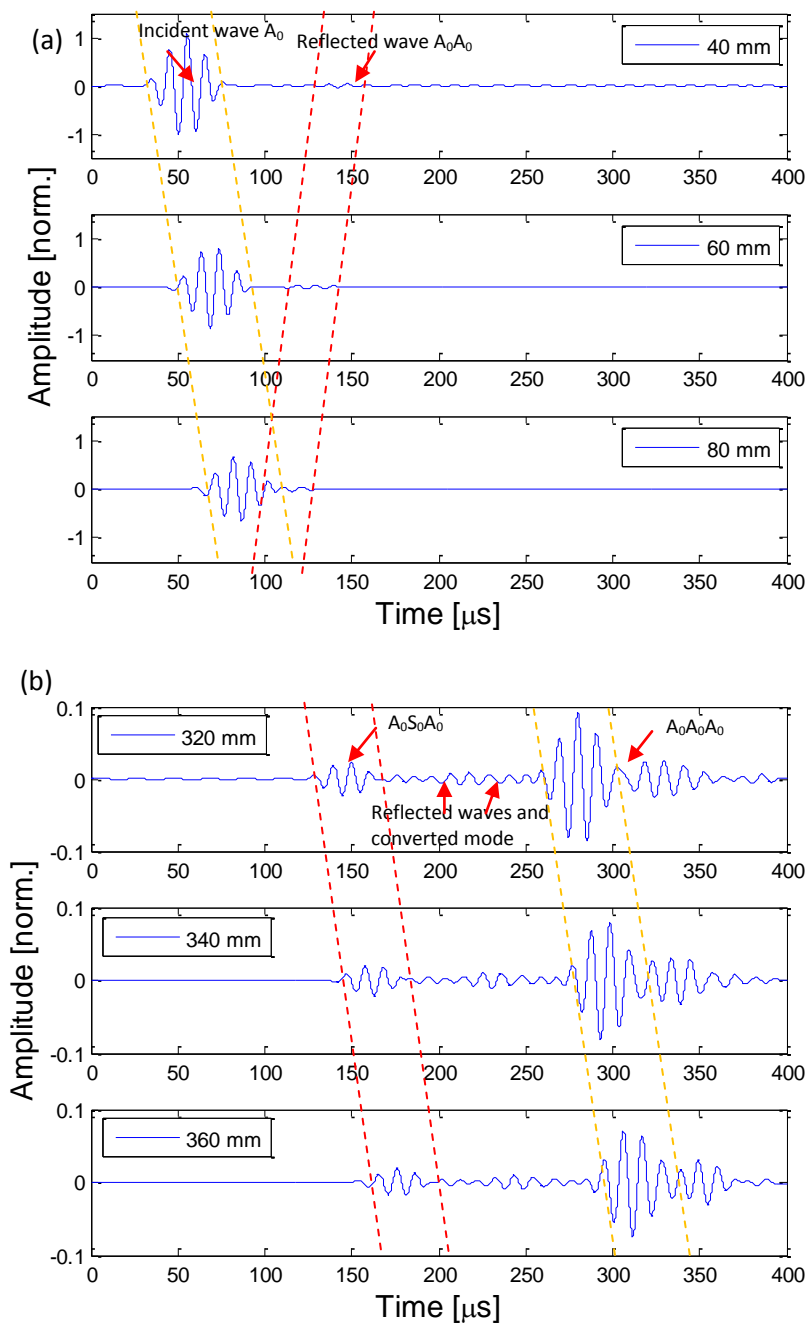 (a)
Incident wave A₀
Reflected wave A₀A₀
40 mm
1
0
-1
0 50 100 150 200 250 300 350 400
60 mm
1
0
-1
0 50 100 150 200 250 300 350 400
80 mm
1
0
-1
0 50 100 150 200 250 300 350 400
Amplitude [norm.]
Time [μs]
(b)
A₀S₀A₀
A₀A₀A₀
320 mm
Reflected waves and
converted mode
0.1
0
-0.1
0 50 100 150 200 250 300 350 400
340 mm
0.1
0
-0.1
0 50 100 150 200 250 300 350 400
360 mm
0.1
0
-0.1
0 50 100 150 200 250 300 350 400
Amplitude [norm.]
Time [μs]